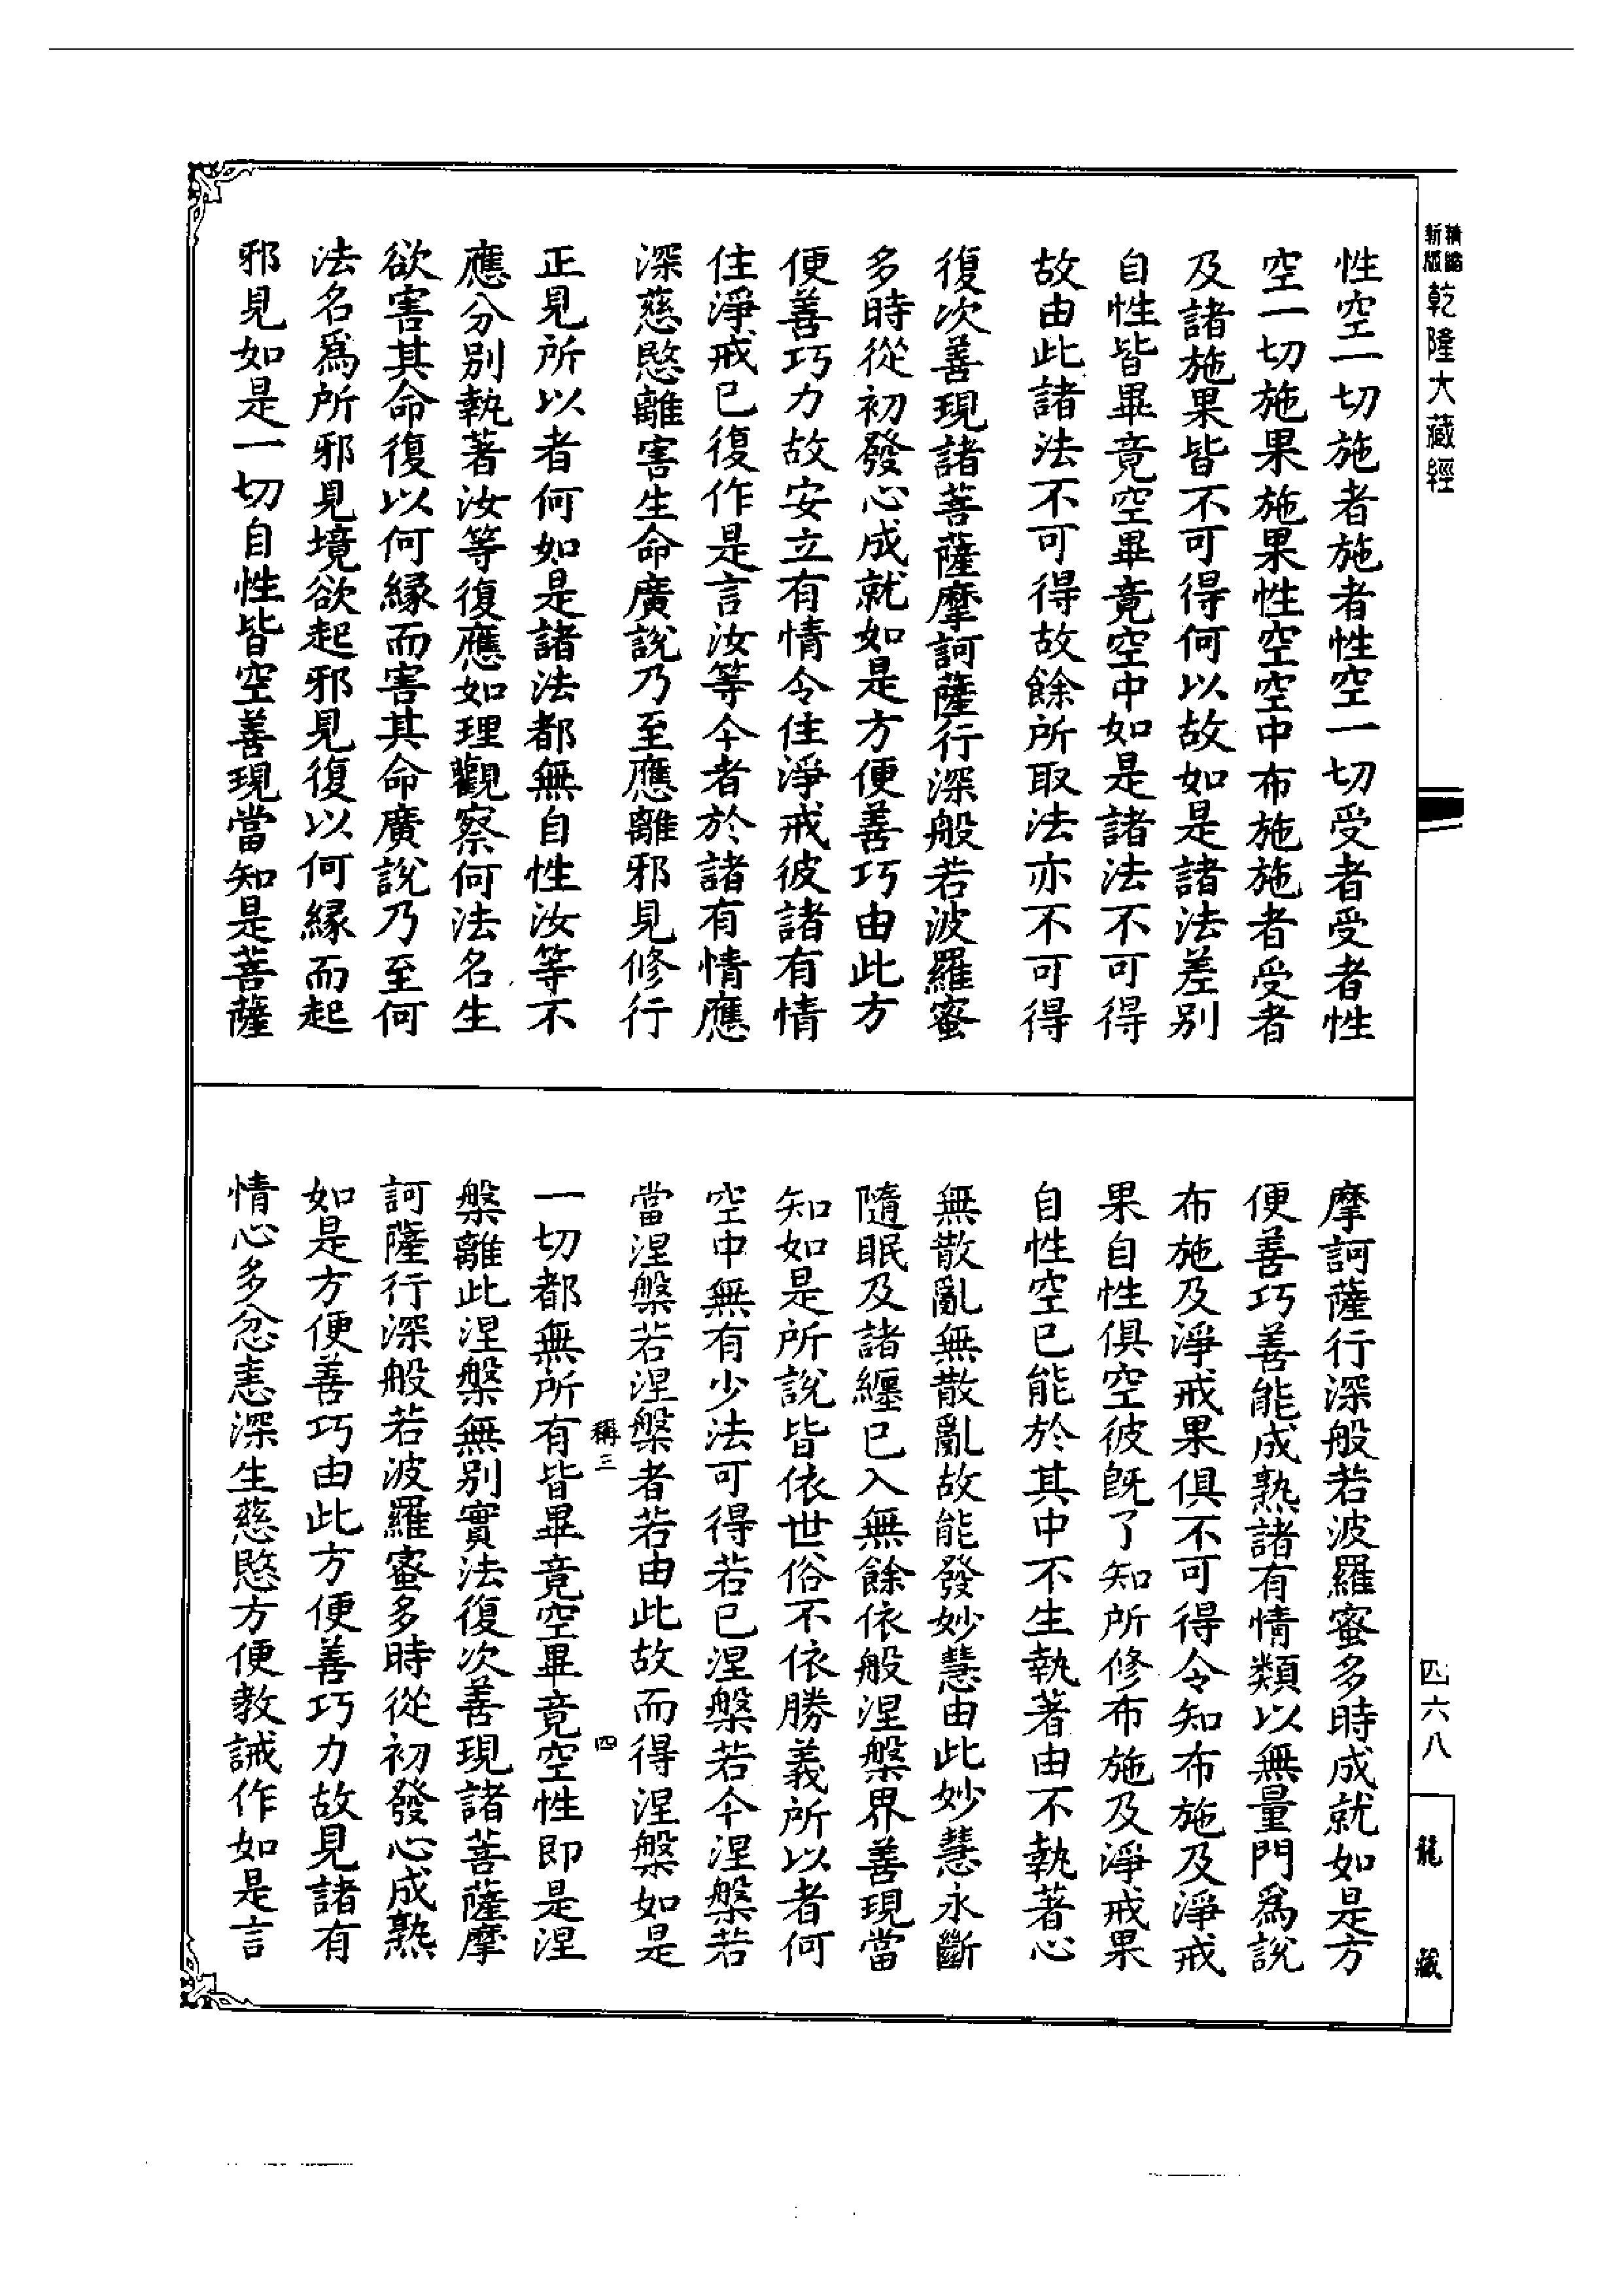 精縮新版乾隆大藏經
性空一切施者施者性空一切受者受者性
空一切施果施果性空空中布施施者受者
及諸施果皆不可得何以故如是諸法差別
自性皆畢竟空畢竟空中如是諸法不可得
故由此諸法不可得故餘所取法亦不可得
復次善現諸菩薩摩訶薩行深般若波羅蜜
多時從初發心成就如是方便善巧由此方
便善巧力故安立有情令住淨戒彼諸有情
住淨戒已復作是言汝等今者於諸有情應
深慈愍離害生命廣說乃至應離邪見修行
正見所以者何如是諸法都無自性汝等不
應分別執著汝等復應如理觀察何法名生
欲害其命復以何緣而害其命廣說乃至何
法名爲所邪見境欲起邪見復以何緣而起
邪見如是一切自性皆空善現當知是菩薩
摩訶薩行深般若波羅蜜多時成就如是方
便善巧善能成熟諸有情類以無量門爲說
布施及淨戒果俱不可得令知布施及淨戒
果自性俱空彼旣了知所修布施及淨戒果
自性空已能於其中不生執著由不執著心
無散亂無散亂故能發妙慧由此妙慧永斷
隨眠及諸纏已入無餘依般涅槃界善現當
知如是所說皆依世俗不依勝義所以者何
空中無有少法可得若已涅槃若今涅槃若
當涅槃若涅槃者若由此故而得涅槃如是
稱三
四
一切都無所有皆畢竟空畢竟空性即是涅
槃離此涅槃無別實法復次善現諸菩薩摩
訶薩行深般若波羅蜜多時從初發心成熟
如是方便善巧由此方便善巧力故見諸有
情心多忿恚深生慈愍方便教誡作如是言
四六八
龍藏